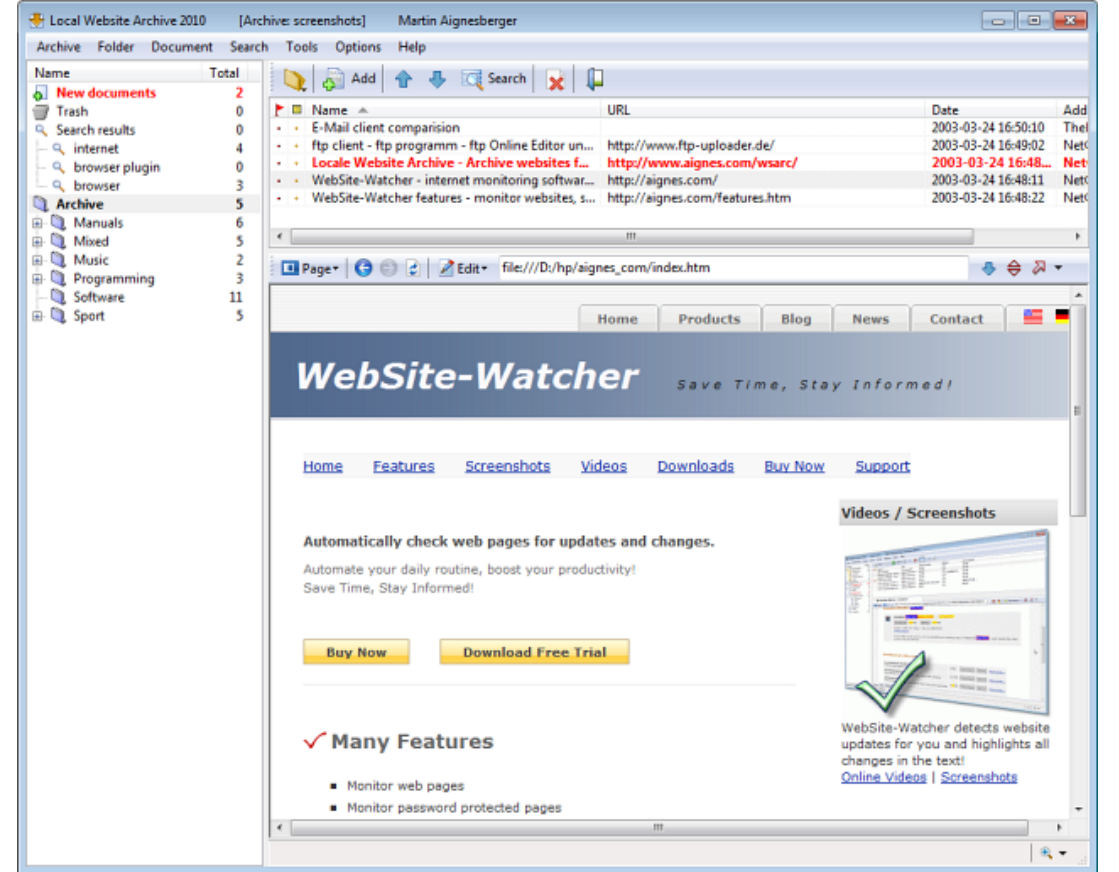 Local Website Archive 2010 [Archive: screenshots] Martin Aignesberger
Archive Folder Document Search Tools Options Help
Name Total
New documents 2
Trash 0
Search results 0
internet 4
browser plugin 0
browser 3
Archive 5
Manuals 6
Mixed 5
Music 2
Programming 3
Software 11
Sport 5
Add Search
Name URL Date Add
E-Mail client comparision 2003-03-24 16:50:10
ftp client - ftp programm - ftp Online Editor un... http://www.ftp-uploader.de/ 2003-03-24 16:49:02
Locale Website Archive - Archive websites f... http://www.aignes.com/wsarc/ 2003-03-24 16:48...
WebSite-Watcher - internet monitoring softwar... http://aignes.com/ 2003-03-24 16:48:11
WebSite-Watcher features - monitor websites, s... http://aignes.com/features.htm 2003-03-24 16:48:22
Page Edit file:///D:/hp/aignes_com/index.htm
Home Products Blog News Contact
WebSite-Watcher Save Time, Stay Informed!
Home Features Screenshots Videos Downloads Buy Now Support
Videos / Screenshots
Automatically check web pages for updates and changes.
Automate your daily routine, boost your productivity!
Save Time, Stay Informed!
Buy Now Download Free Trial
WebSite-Watcher detects website
updates for you and highlights all
changes in the text!
Online Videos | Screenshots
Many Features
Monitor web pages
Monitor password protected pages